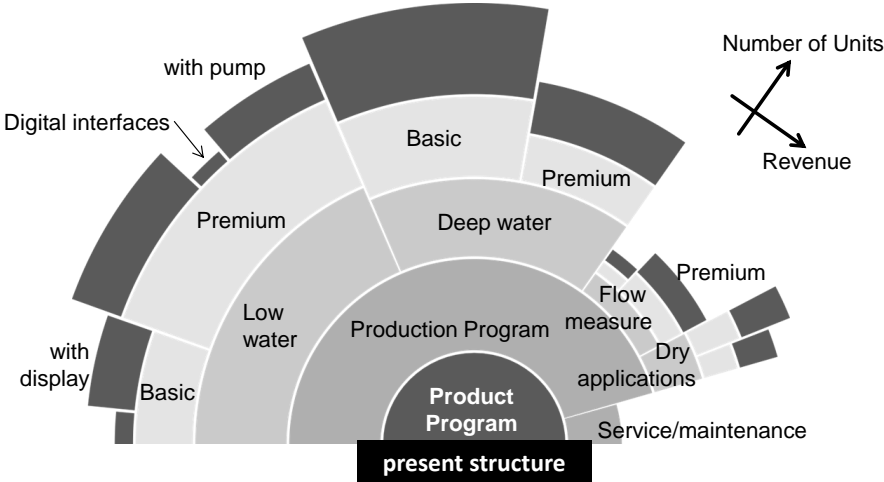 Number of Units
Revenue
with pump
Digital interfaces
Basic
Premium
Premium
Deep water
Premium
Flow
measure
Low
water
Production Program
Dry
applications
with
display
Basic
Product
Program
Service/maintenance
present structure